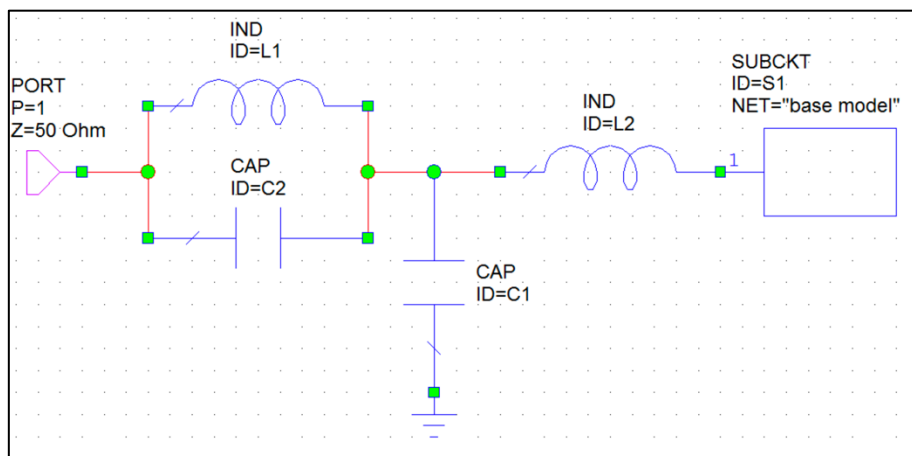 IND
ID=L1
PORT
P=1
Z=50 Ohm
CAP
ID=C2
IND
ID=L2
SUBCKT
ID=S1
NET="base model"
1
CAP
ID=C1